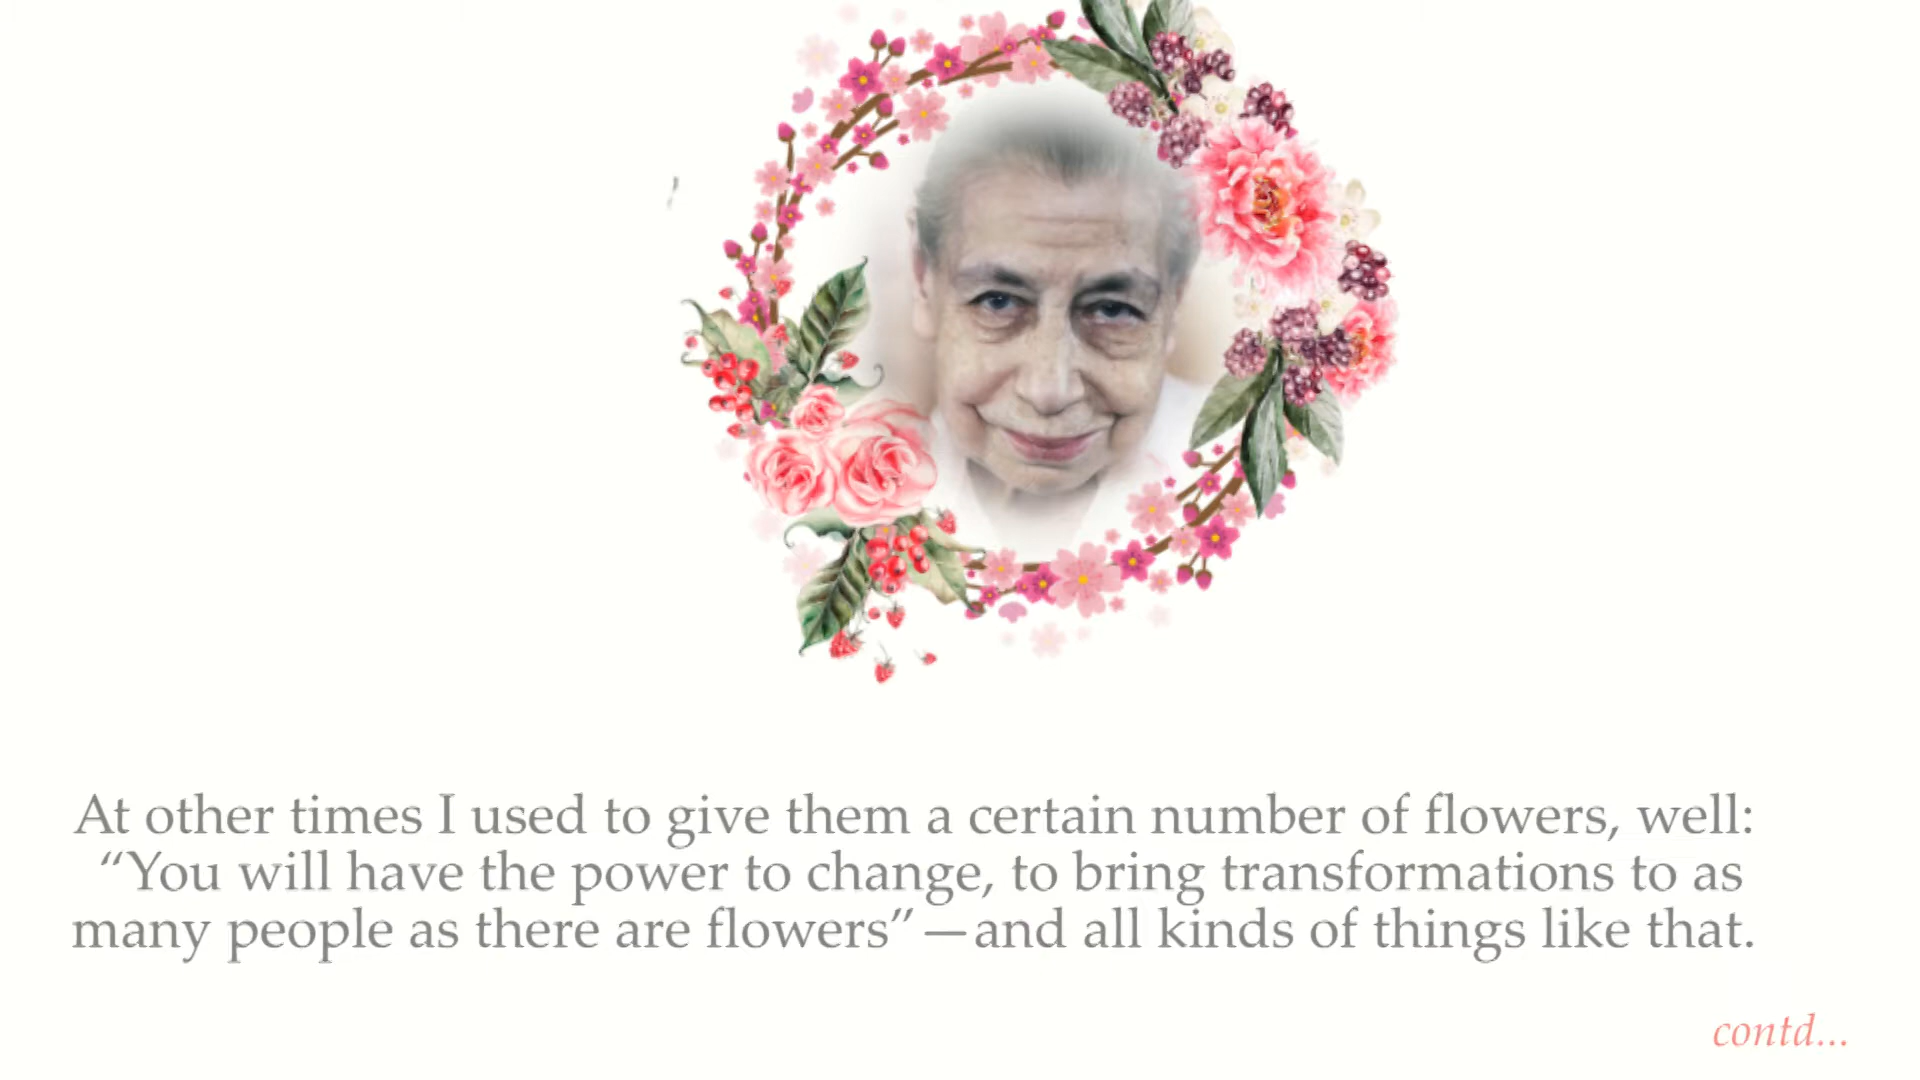 At other times I used to give them a certain number of flowers, well:
“You will have the power to change, to bring transformations to as
many people as there are flowers”—and all kinds of things like that.
contd...